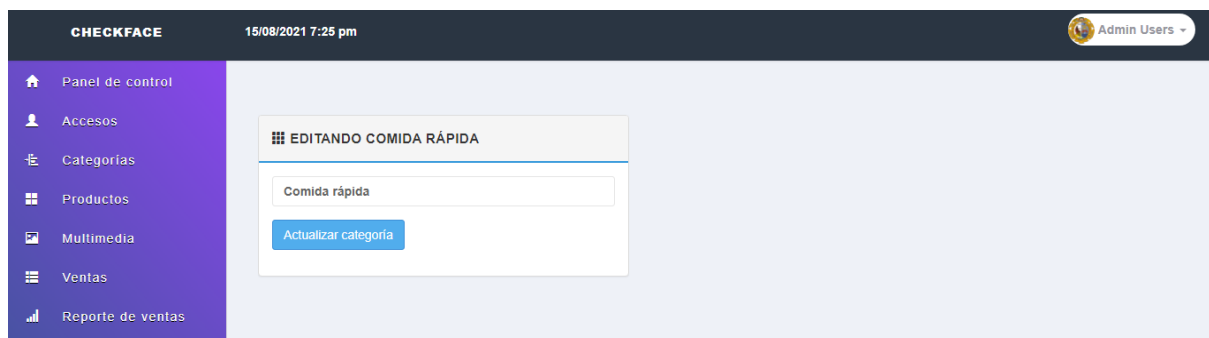 CHECKFACE
15/08/2021 7:25 pm
Admin Users
Panel de control
Accesos
Categorías
Productos
Multimedia
Ventas
Reporte de ventas
EDITANDO COMIDA RÁPIDA
Comida rápida
Actualizar categoría